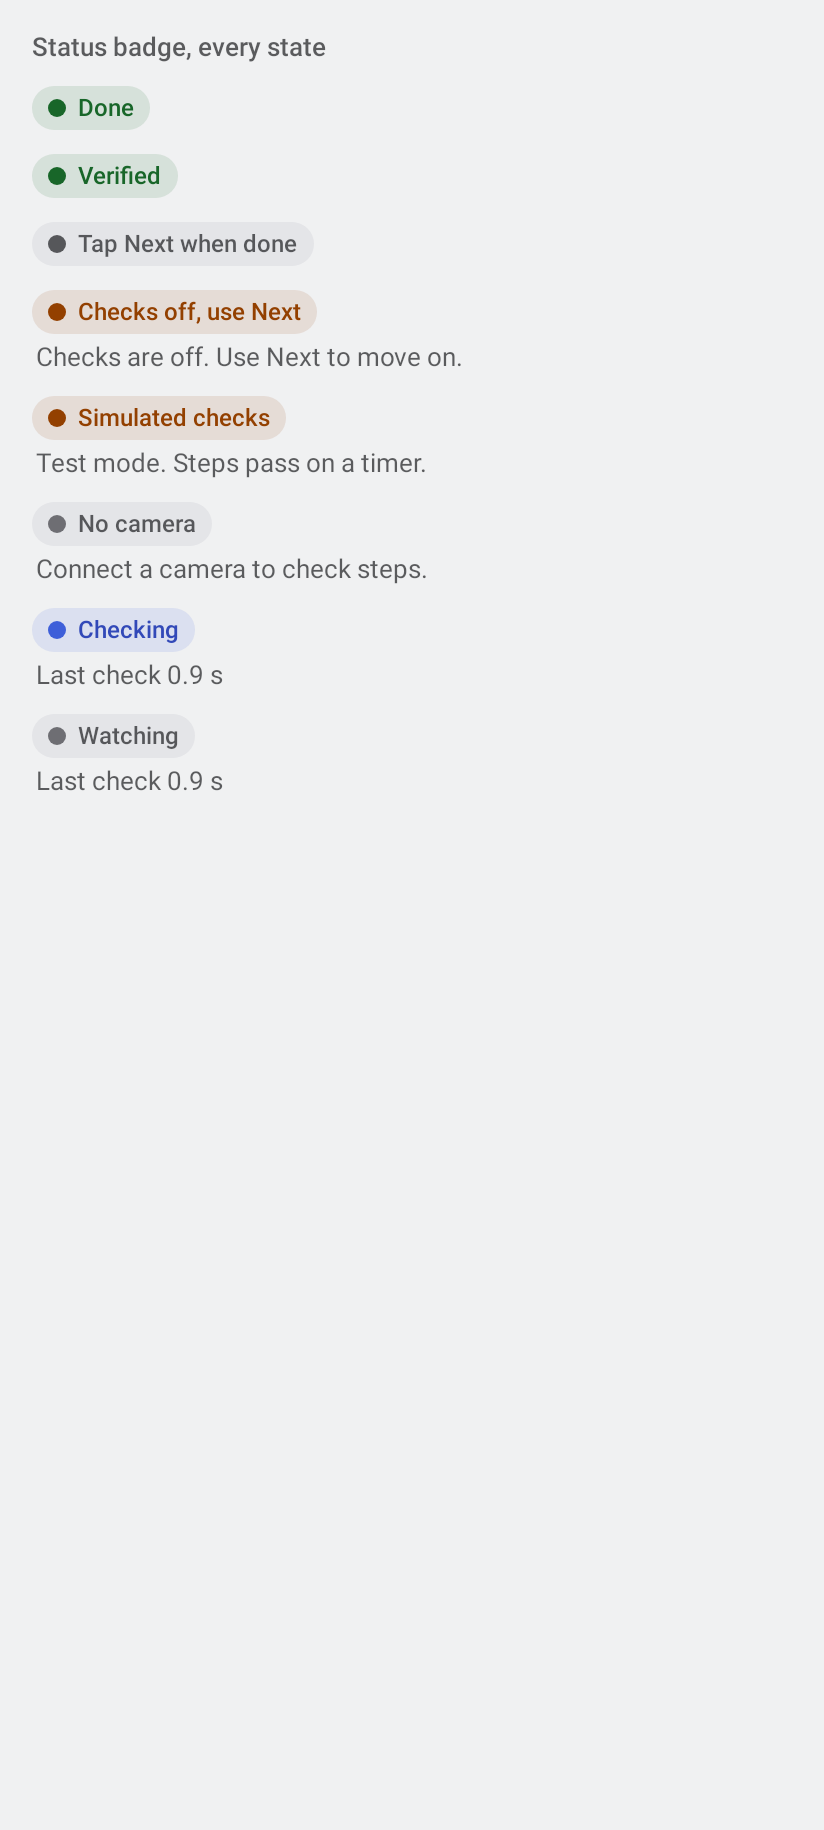 Status badge, every state
Done
Verified
Tap Next when done
Checks off, use Next
Checks are off. Use Next to move on.
Simulated checks
Test mode. Steps pass on a timer.
No camera
Connect a camera to check steps.
Checking
Last check 0.9 s
Watching
Last check 0.9 s